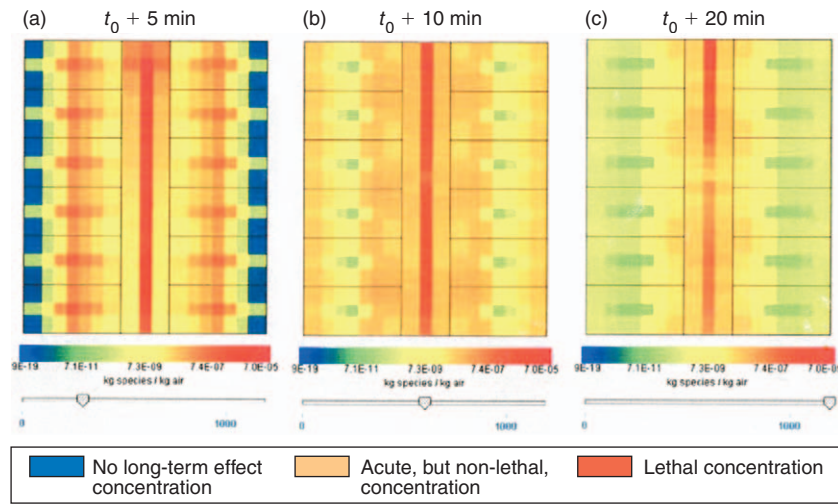 (a) t0 + 5 min
(b) t0 + 10 min
(c) t0 + 20 min
9E-19 7.1E-11 7.3E-09 7.4E-07 7.0E-05
kg species / kg air
0 1000
9E-19 7.1E-11 7.3E-09 7.4E-07 7.0E-05
kg species / kg air
0 1000
9E-19 7.1E-11 7.3E-09 7.4E-07 7.0E-05
kg species / kg air
0 1000
No long-term effect
concentration
Acute, but non-lethal,
concentration
Lethal concentration